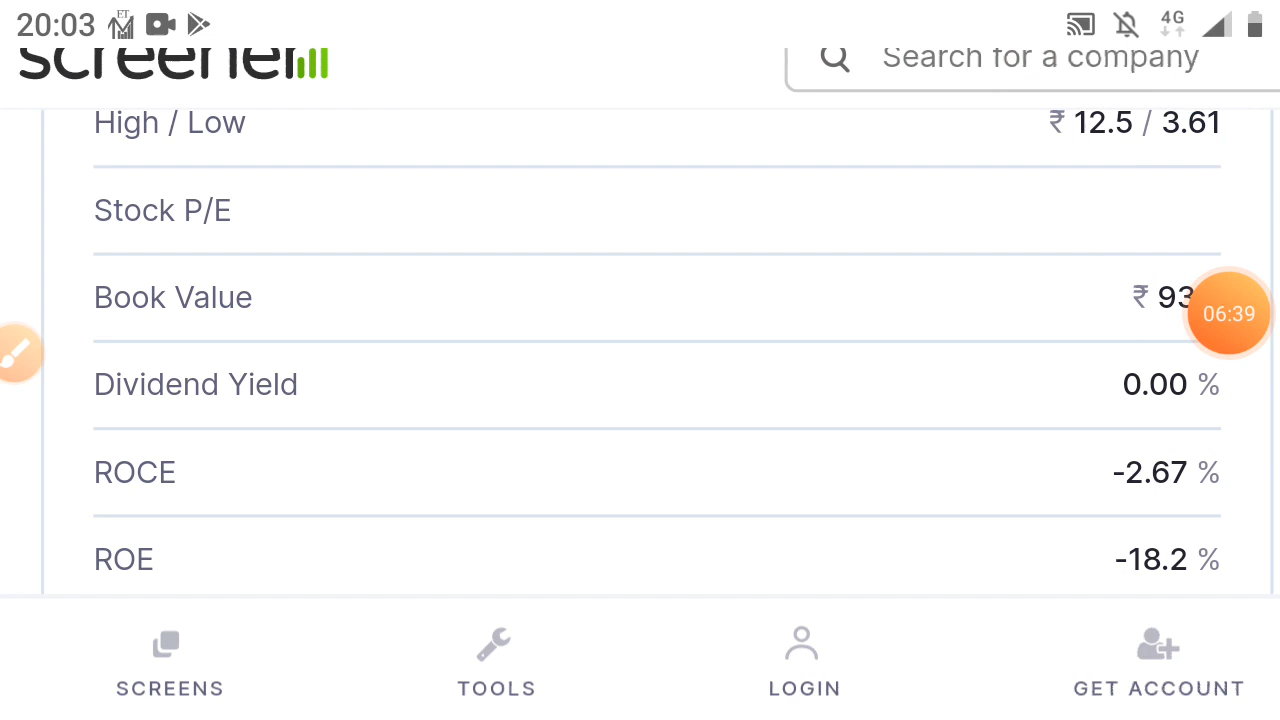 20:03 ET 4G
screener
Search for a company
High / Low ₹ 12.5 / 3.61
Stock P/E
Book Value ₹ 93
06:39
Dividend Yield 0.00 %
ROCE -2.67 %
ROE -18.2 %
SCREENS TOOLS LOGIN GET ACCOUNT